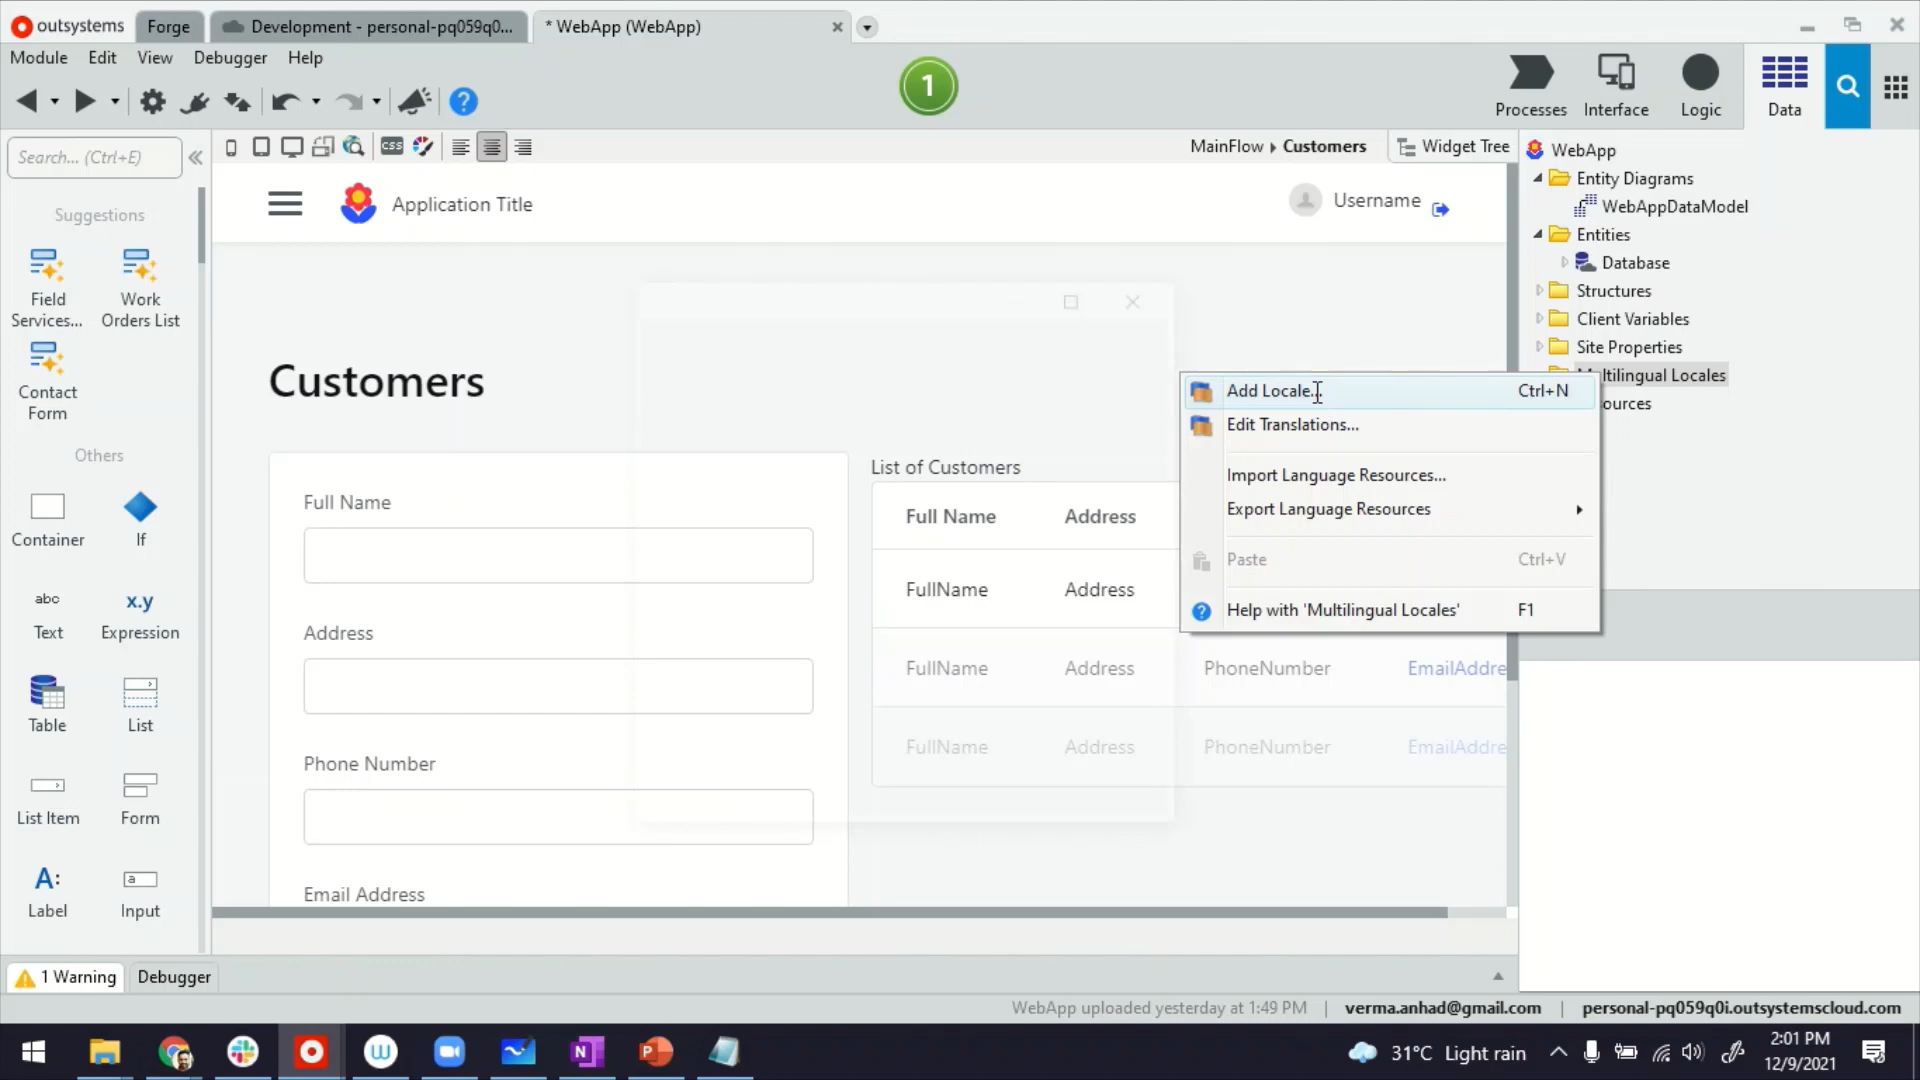 outsystems Forge Development - personal-pq059q0... * WebApp (WebApp)
Module Edit View Debugger Help
1
Processes Interface Logic Data
Search... (Ctrl+E)
CSS
MainFlow Customers Widget Tree
WebApp
Entity Diagrams
WebAppDataModel
Entities
Database
Structures
Client Variables
Site Properties
ltilingual Locales
ources
Application Title
Username
Suggestions
Field Services...
Work Orders List
Contact Form
Others
Container
If
abc
Text
x.y
Expression
Table
List
List Item
Form
A:
Label
a
Input
Customers
Full Name
Address
Phone Number
Email Address
List of Customers
Full Name Address
FullName Address
FullName Address PhoneNumber EmailAddre
FullName Address PhoneNumber EmailAddre
Add Locale... Ctrl+N
Edit Translations...
Import Language Resources...
Export Language Resources
Paste Ctrl+V
Help with 'Multilingual Locales' F1
1 Warning Debugger
WebApp uploaded yesterday at 1:49 PM | verma.anhad@gmail.com | personal-pq059q0i.outsystemscloud.com
31°C Light rain
2:01 PM
12/9/2021